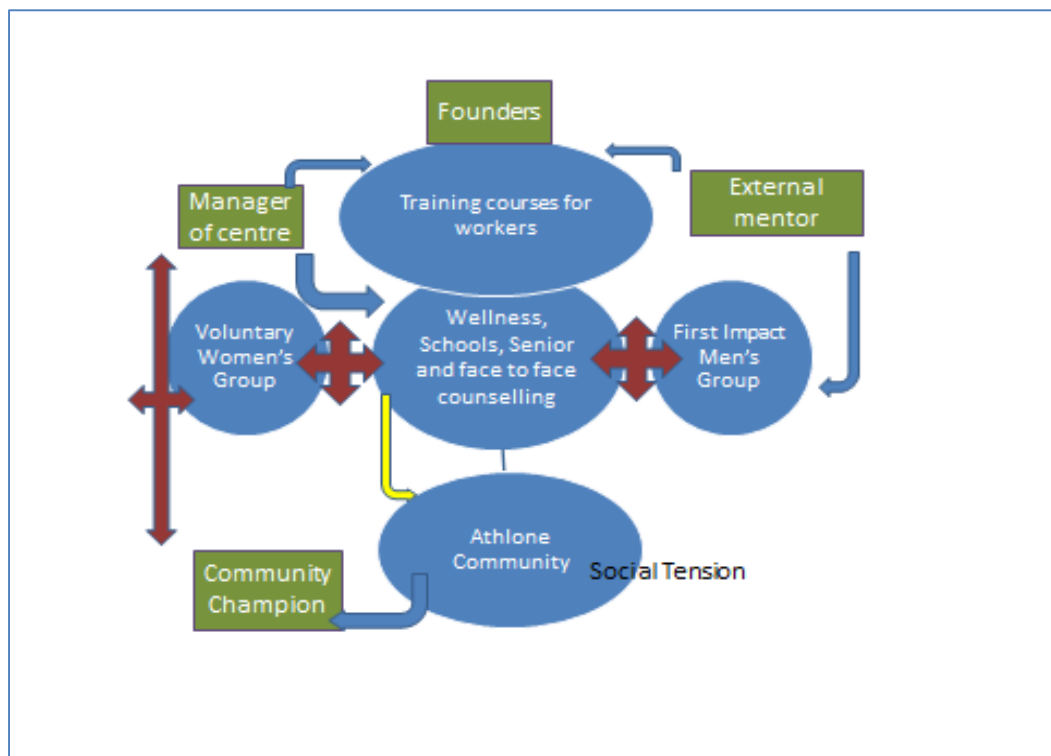 Founders
Training courses for
workers
Manager
of centre
External
mentor
Voluntary
Women's
Group
Wellness,
Schools, Senior
and face to face
counselling
First Impact
Men's
Group
Athlone
Community
Social Tension
Community
Champion